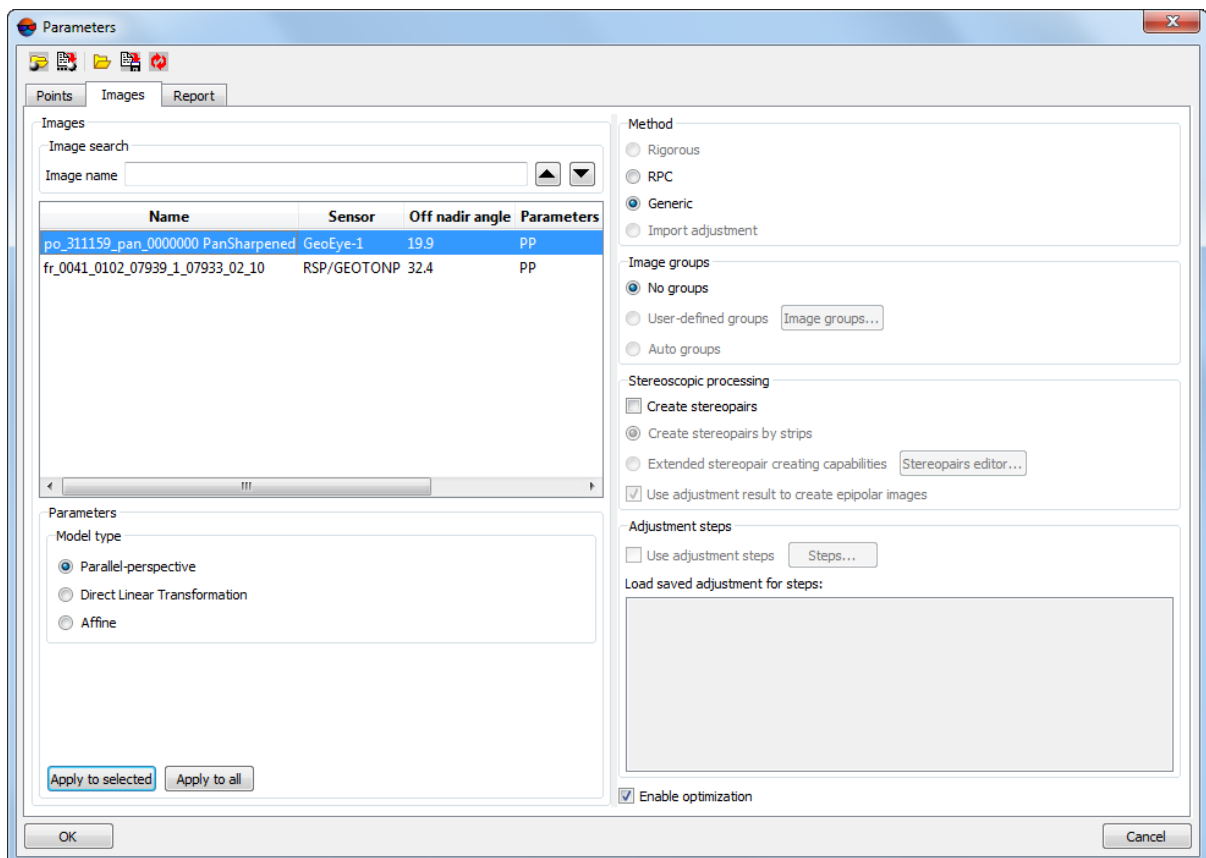 Parameters
Points Images Report
Images
Image search
Image name
Name Sensor Off nadir angle Parameters
po_311159_pan_0000000 PanSharpened GeoEye-1 19.9 PP
fr_0041_0102_07939_1_07933_02_10 RSP/GEOTONP 32.4 PP
Parameters
Model type
Parallel-perspective
Direct Linear Transformation
Affine
Apply to selected Apply to all
Method
Rigorous
RPC
Generic
Import adjustment
Image groups
No groups
User-defined groups Image groups...
Auto groups
Stereoscopic processing
Create stereopairs
Create stereopairs by strips
Extended stereopair creating capabilities Stereopairs editor...
Use adjustment result to create epipolar images
Adjustment steps
Use adjustment steps Steps...
Load saved adjustment for steps:
Enable optimization
OK Cancel